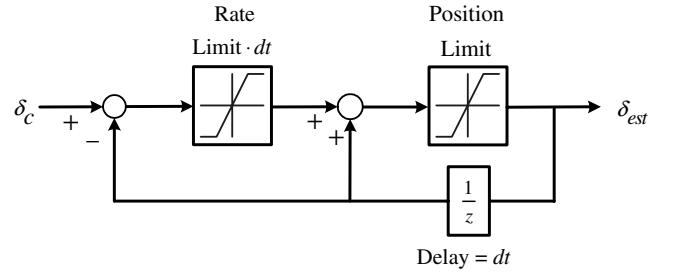 Rate
Limit · dt
Position
Limit
δc
+
−
+
+
δest
1
z
Delay = dt